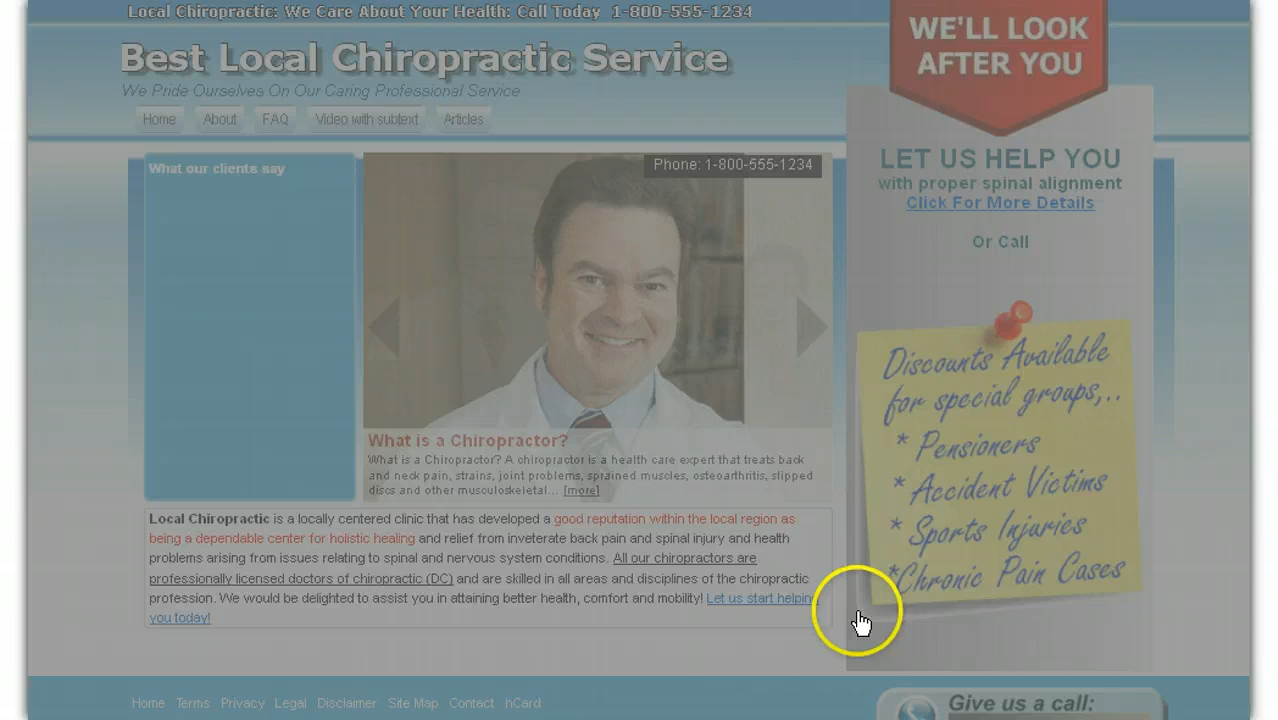 Local Chiropractic: We Care About Your Health: Call Today 1-800-555-1234
Best Local Chiropractic Service
We Pride Ourselves On Our Caring Professional Service
Home About FAQ Video with subtext Articles
WE'LL LOOK
AFTER YOU
What our clients say
Phone: 1-800-555-1234
What is a Chiropractor?
What is a Chiropractor? A chiropractor is a health care expert that treats back
and neck pain, strains, joint problems, sprained muscles, osteoarthritis, slipped
discs and other musculoskeletal... [more]
LET US HELP YOU
with proper spinal alignment
Click For More Details
Or Call
Discounts Available
for special groups,..
* Pensioners
* Accident Victims
* Sports Injuries
*Chronic Pain Cases
Local Chiropractic is a locally centered clinic that has developed a good reputation within the local region as
being a dependable center for holistic healing and relief from inveterate back pain and spinal injury and health
problems arising from issues relating to spinal and nervous system conditions. All our chiropractors are
professionally licensed doctors of chiropractic (DC) and are skilled in all areas and disciplines of the chiropractic
profession. We would be delighted to assist you in attaining better health, comfort and mobility! Let us start helping
you today!
Home Terms Privacy Legal Disclaimer Site Map Contact hCard
Give us a call: